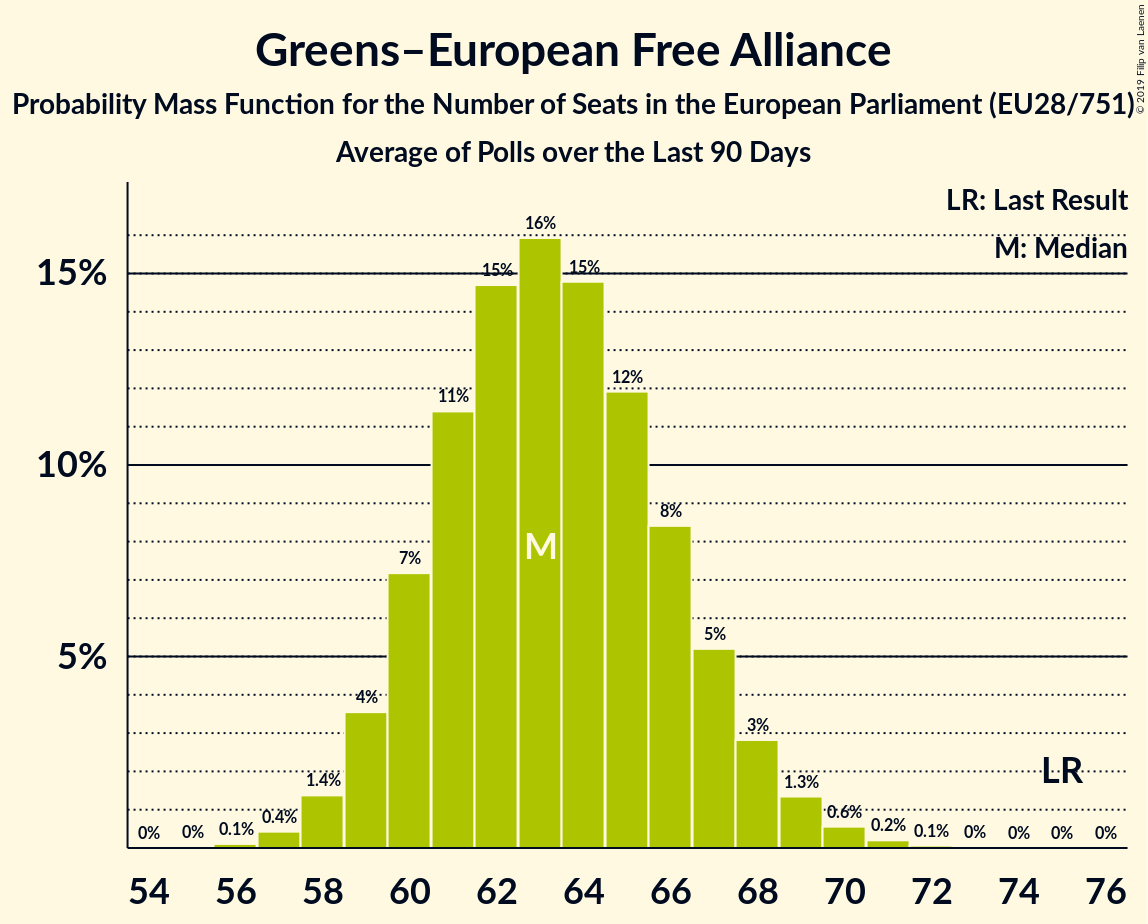 Greens–European Free Alliance
Probability Mass Function for the Number of Seats in the European Parliament (EU28/751)
Average of Polls over the Last 90 Days
© 2019 Filip van Laenen
LR: Last Result
M: Median
15%
10%
5%
0% 0% 0.1% 0.4% 1.4% 4% 7% 11% 15% 16% 15% 12% 8% 5% 3% 1.3% 0.6% 0.2% 0.1% 0% 0% 0% 0%
M
LR
54 56 58 60 62 64 66 68 70 72 74 76